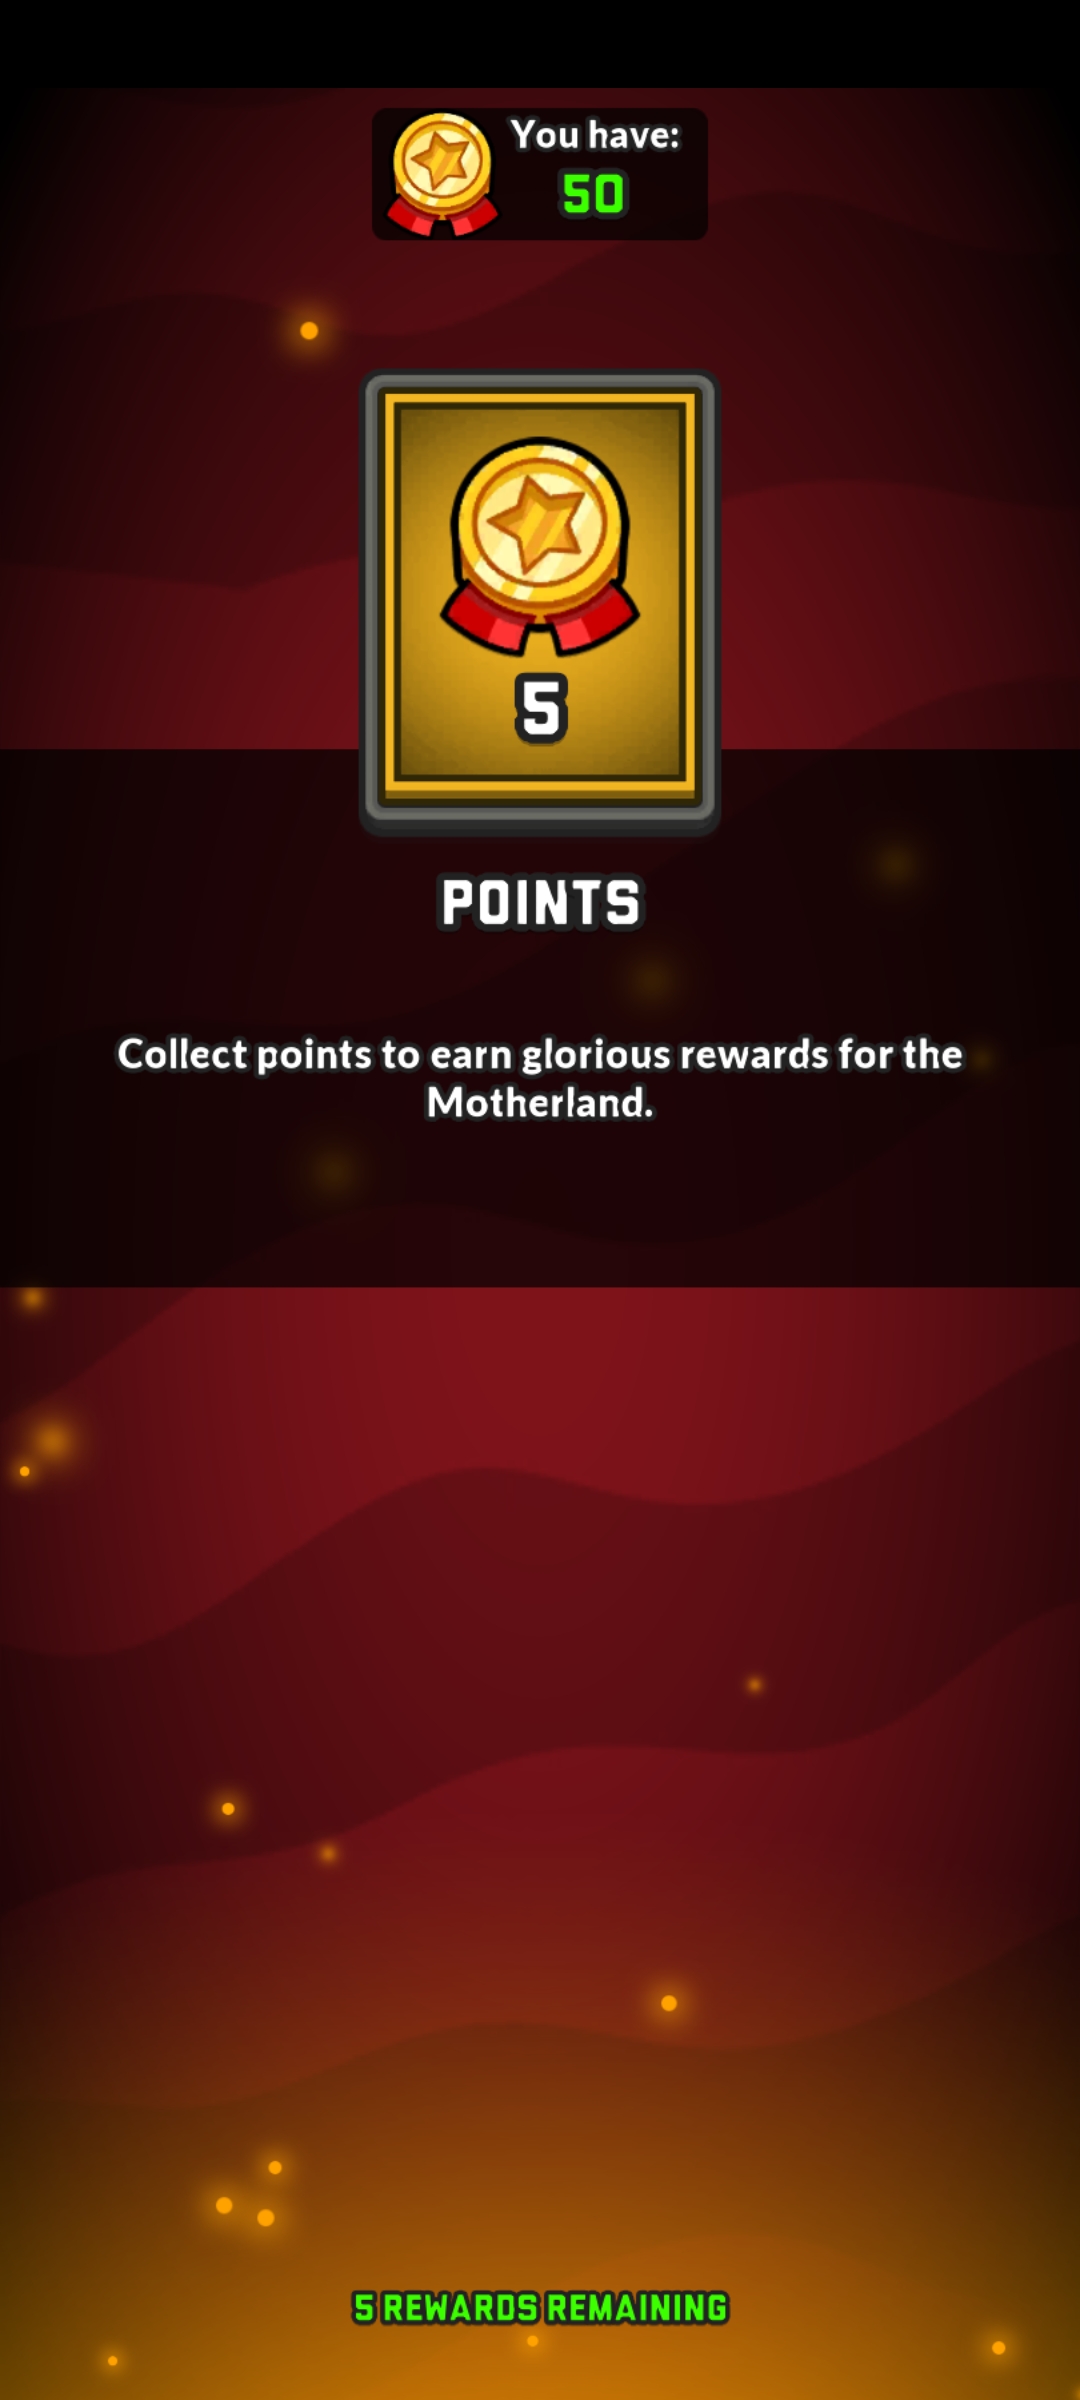 You have:
50
5
POINTS
Collect points to earn glorious rewards for the
Motherland.
5 REWARDS REMAINING